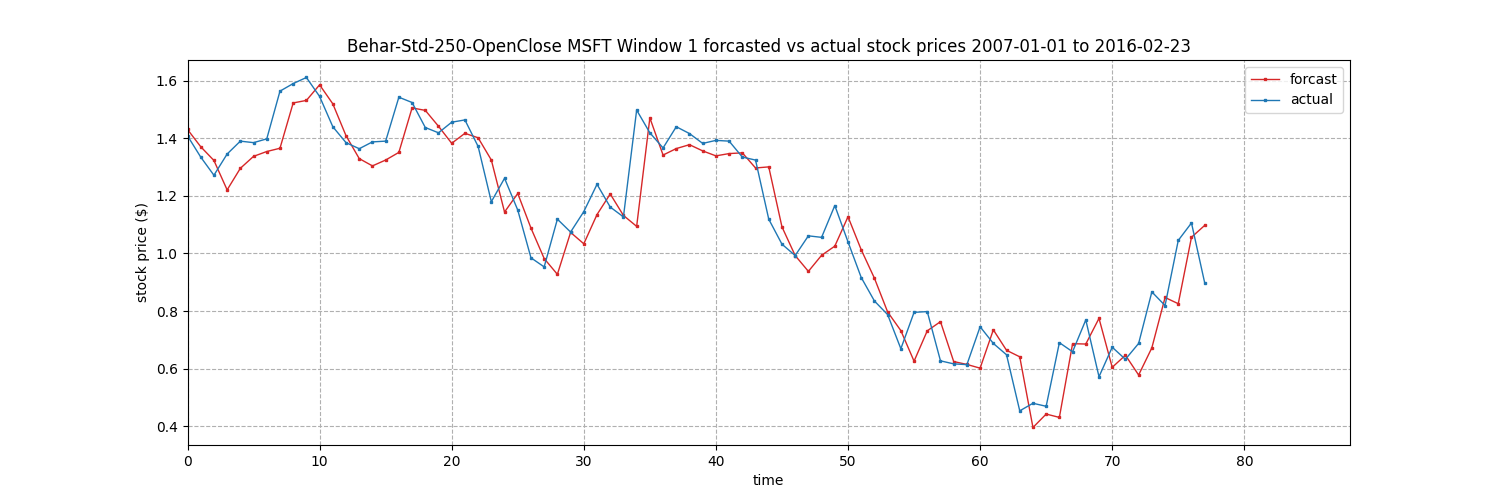 Behar-Std-250-OpenClose MSFT Window 1 forcasted vs actual stock prices 2007-01-01 to 2016-02-23
forcast
actual
stock price ($)
1.6
1.4
1.2
1.0
0.8
0.6
0.4
0 10 20 30 40 50 60 70 80
time